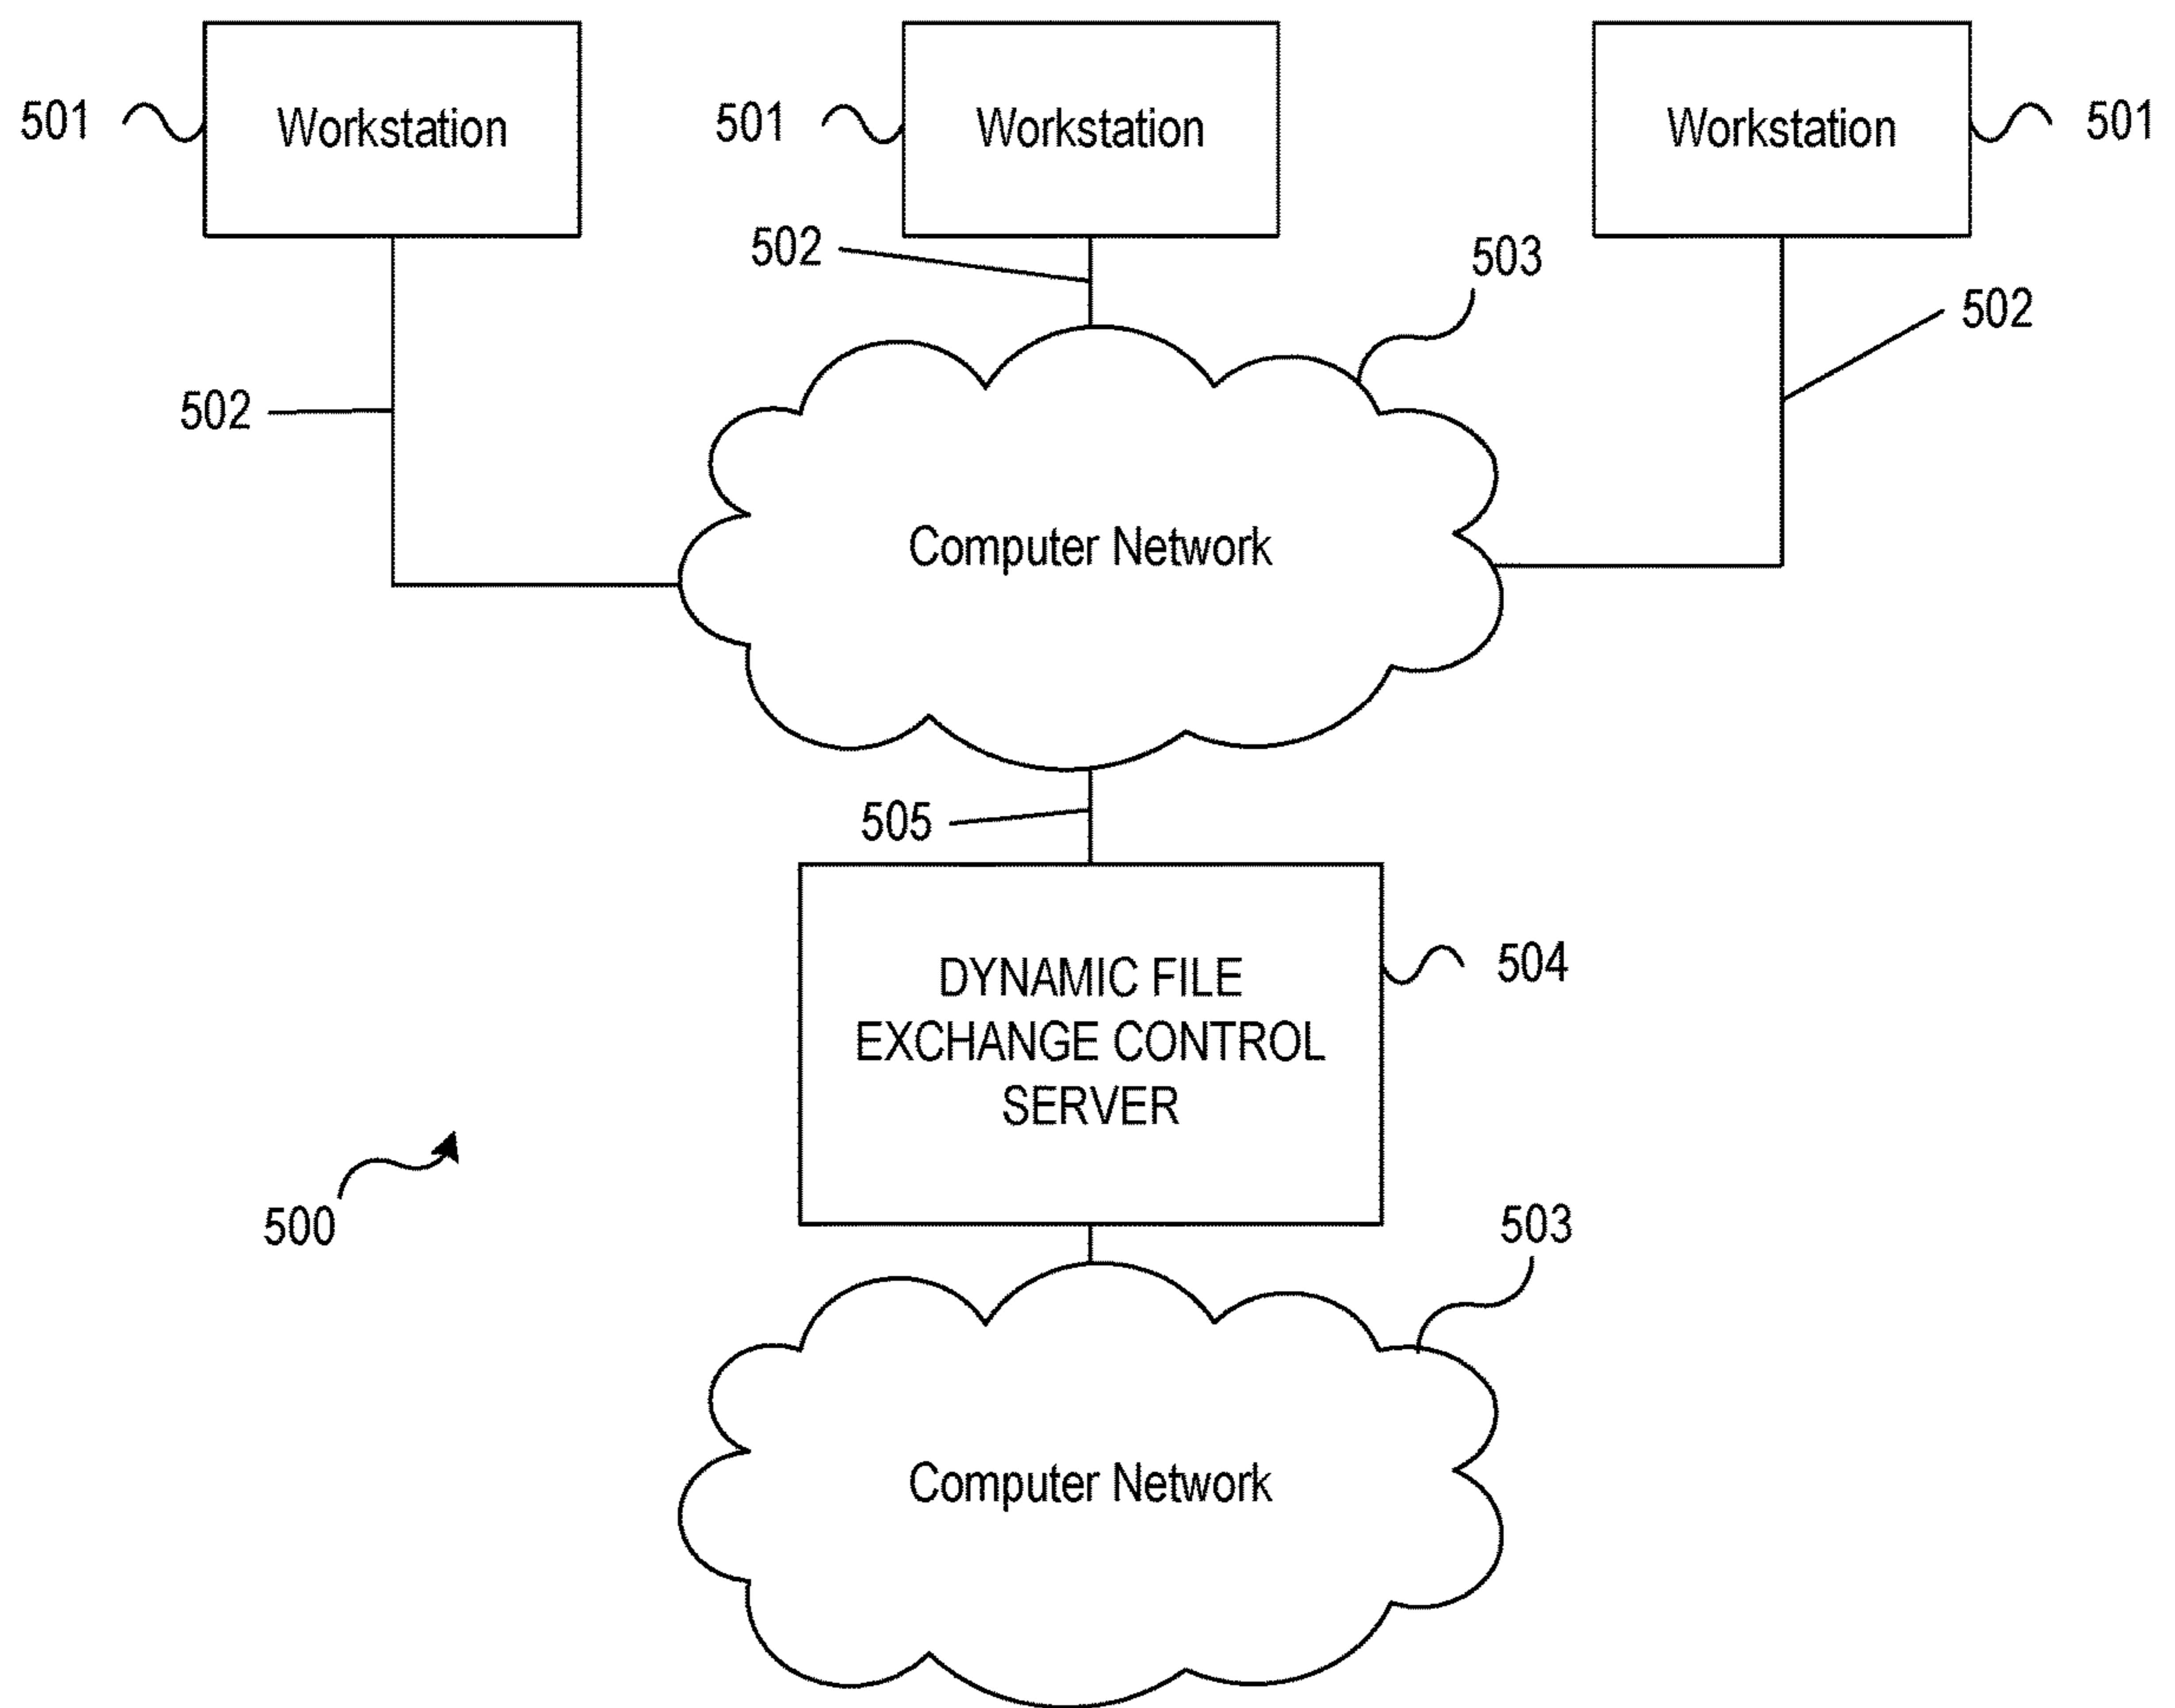 501
Workstation
501
Workstation
Workstation
501
502
503
502
502
Computer Network
505
DYNAMIC FILE
EXCHANGE CONTROL
SERVER
504
500
503
Computer Network